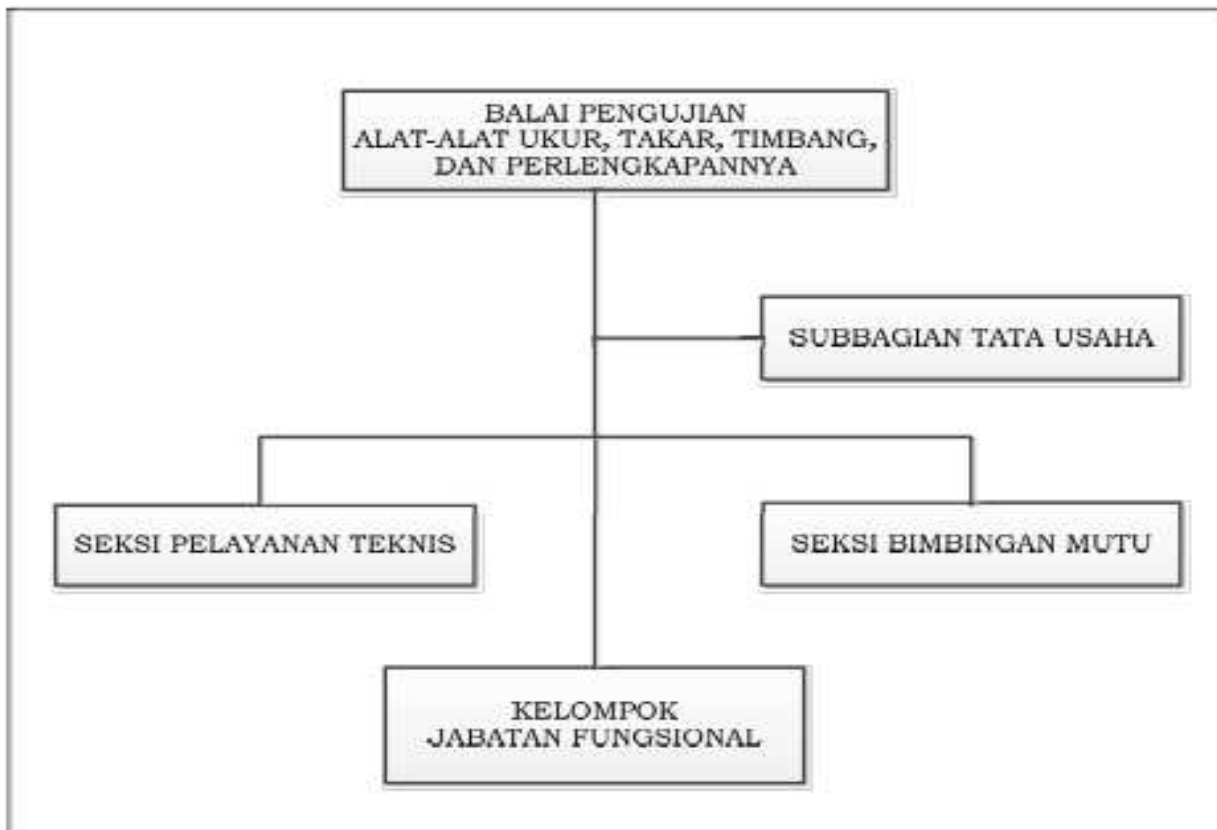 BALAI PENGUJIAN
ALAT-ALAT UKUR, TAKAR, TIMBANG,
DAN PERLENGKAPANNYA
SUBBAGIAN TATA USAHA
SEKSI PELAYANAN TEKNIS
SEKSI BIMBINGAN MUTU
KELOMPOK
JABATAN FUNGSIONAL